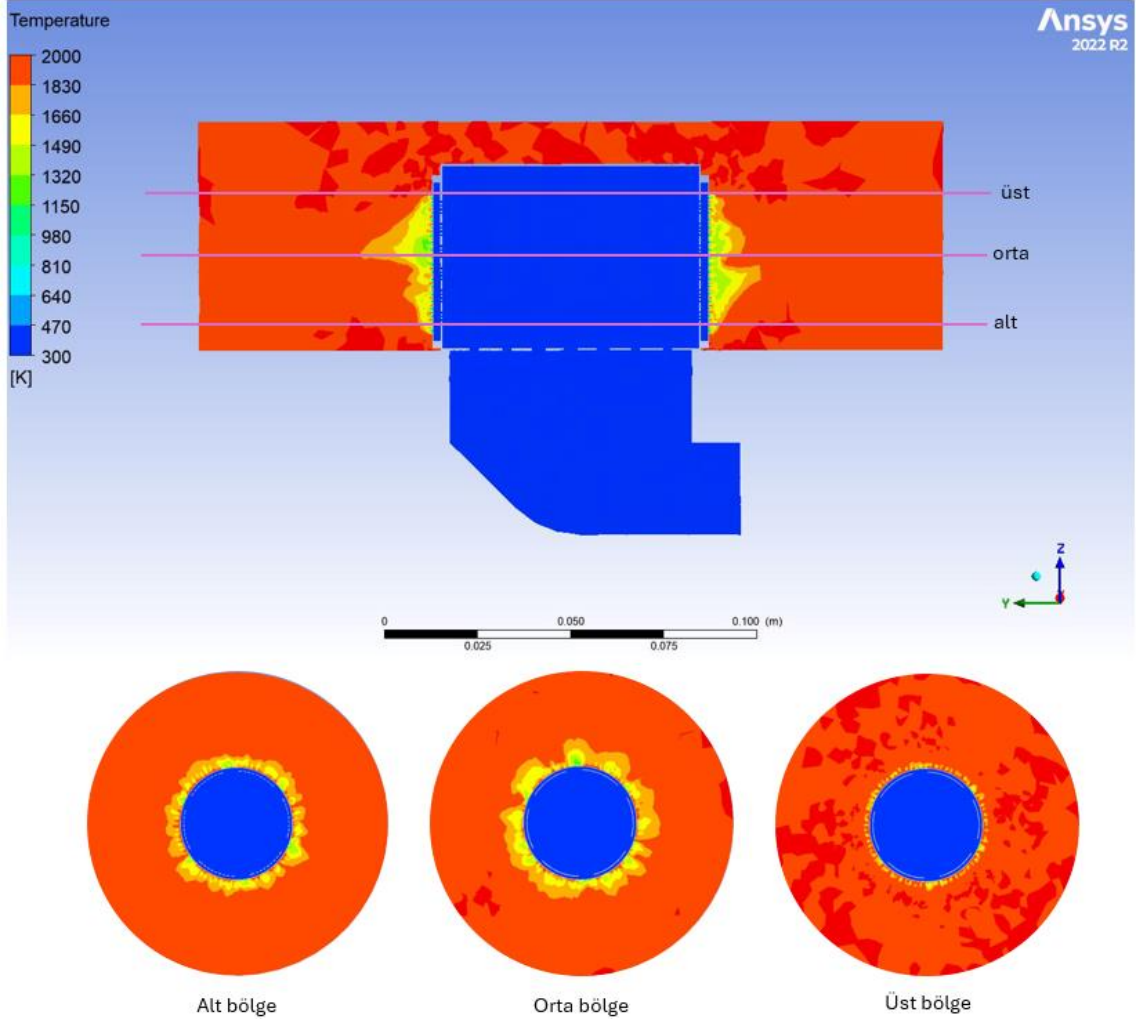 Temperature
Ansys
2022 R2
2000
1830
1660
1490
1320
1150
980
810
640
470
300
[K]
üst
orta
alt
Z
Y
0 0.050 0.100 (m)
0.025 0.075
Alt bölge Orta bölge Üst bölge